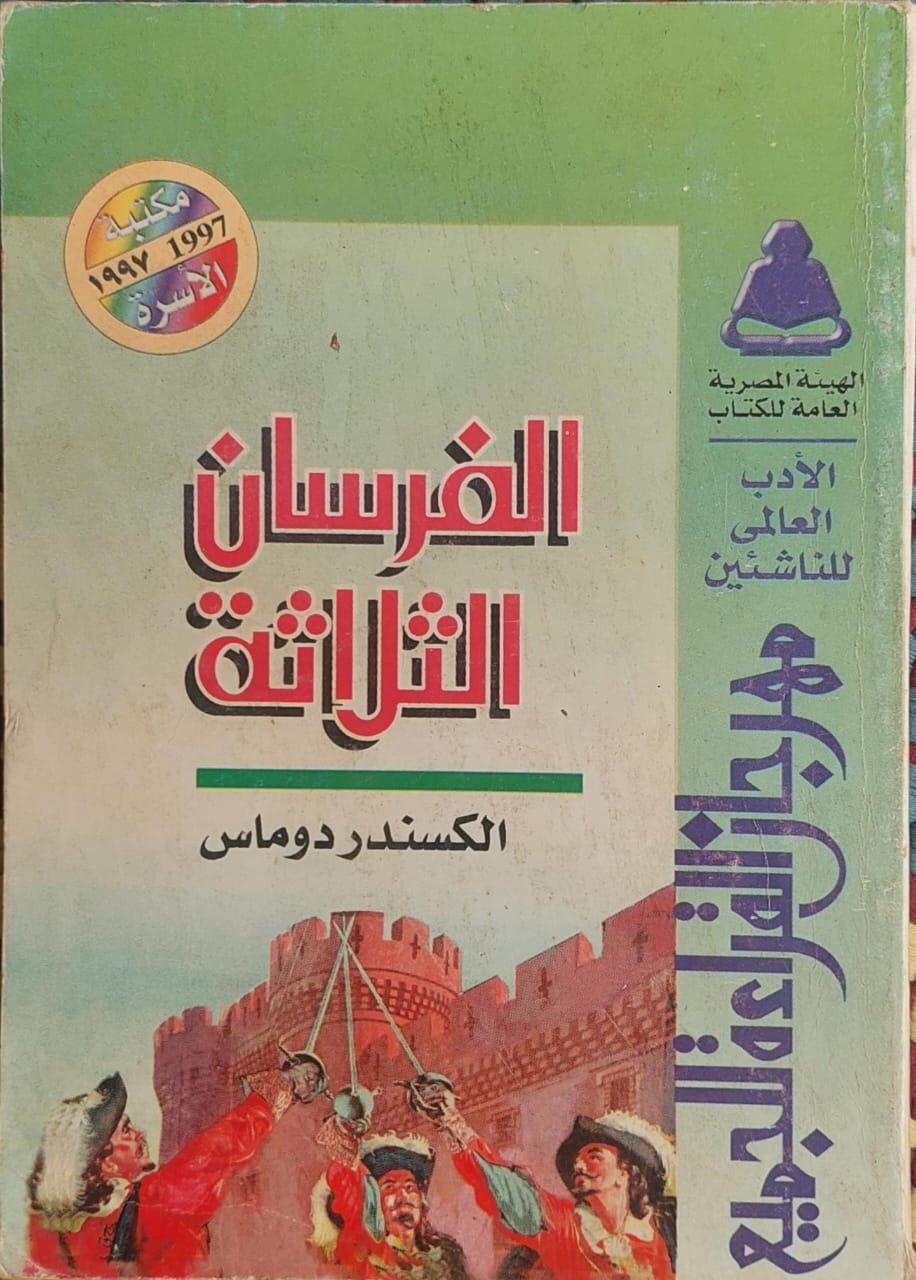 مكتبة
1997 ١٩٩٧
الأسرة
الهيئة المصرية
العامة للكتاب
الأدب
العالمى
للناشئين
الفرسان
الثلاثة
الكسندر دوماس
مهرجان القراءة للجميع